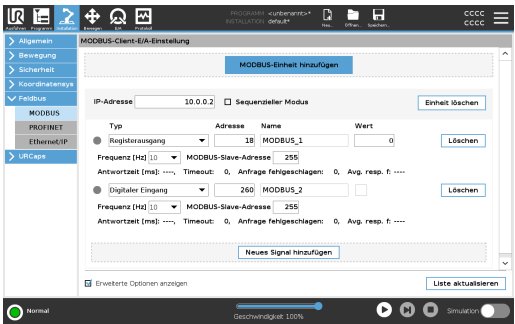 UR
Ausführen Programm Installation Bewegen E/A Protokoll
PROGRAMM <unbenannt>*
INSTALLATION default*
Neu... Öffnen... Speichern...
CCCC
CCCC
Allgemein
Bewegung
Sicherheit
Koordinatensys
Feldbus
MODBUS
PROFINET
Ethernet/IP
URCaps
MODBUS-Client-E/A-Einstellung
MODBUS-Einheit hinzufügen
IP-Adresse 10.0.0.2 Sequenzieller Modus Einheit löschen
Typ Adresse Name Wert
Registerausgang 18 MODBUS_1 0 Löschen
Frequenz [Hz] 10 MODBUS-Slave-Adresse 255
Antwortzeit [ms]: ----, Timeout: 0, Anfrage fehlgeschlagen: 0, Avg. resp. f: ----
Digitaler Eingang 260 MODBUS_2 Löschen
Frequenz [Hz] 10 MODBUS-Slave-Adresse 255
Antwortzeit [ms]: ----, Timeout: 0, Anfrage fehlgeschlagen: 0, Avg. resp. f: ----
Neues Signal hinzufügen
Erweiterte Optionen anzeigen
Liste aktualisieren
Normal
Geschwindigkeit 100%
Simulation